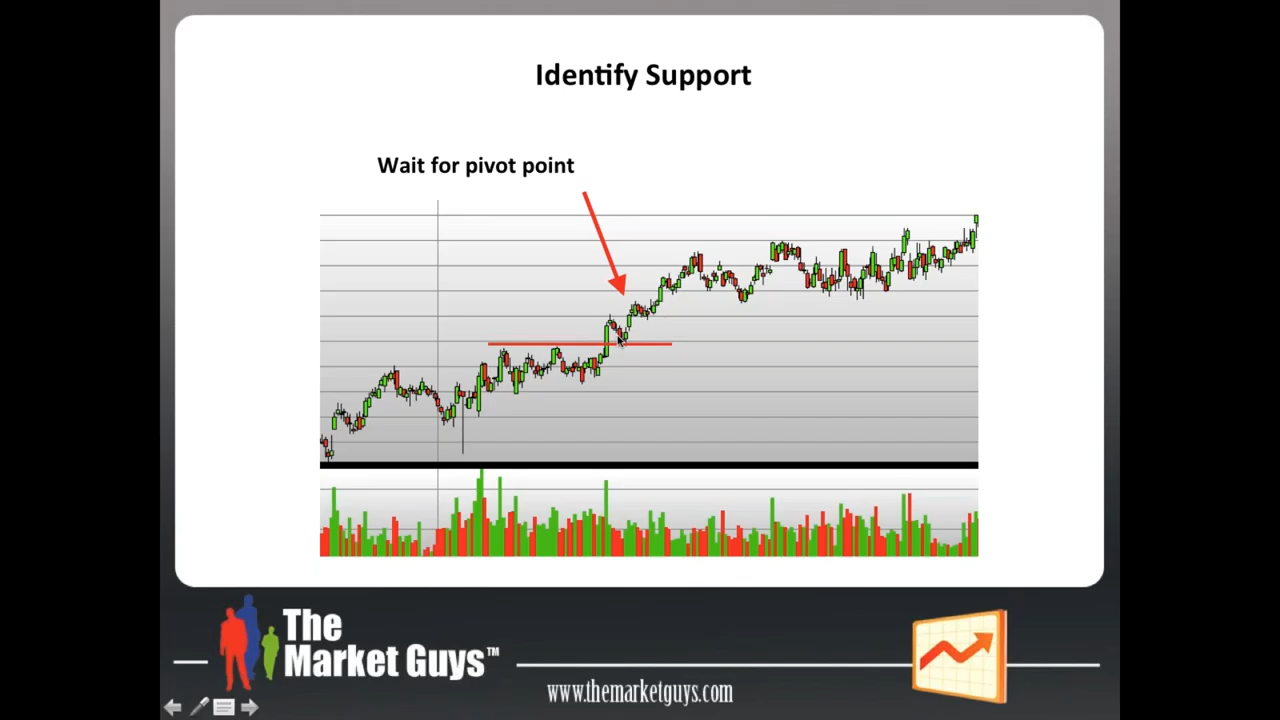 Identify Support
Wait for pivot point
The
Market Guys™
www.themarketguys.com